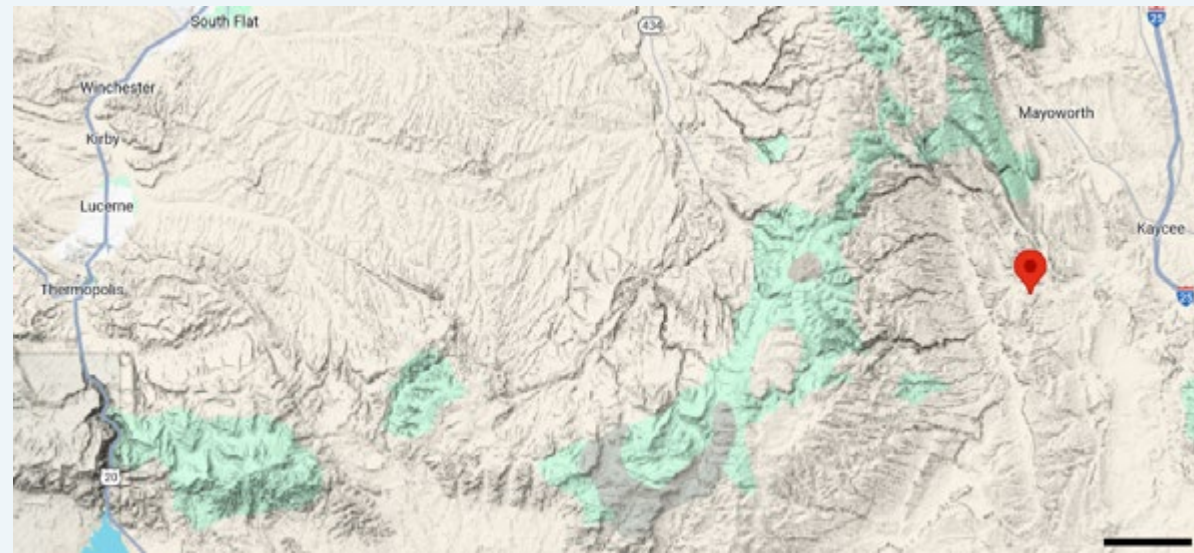 South Flat
434
25
Winchester
Mayoworth
Kirby
Lucerne
Kaycee
Thermopolis
25
20